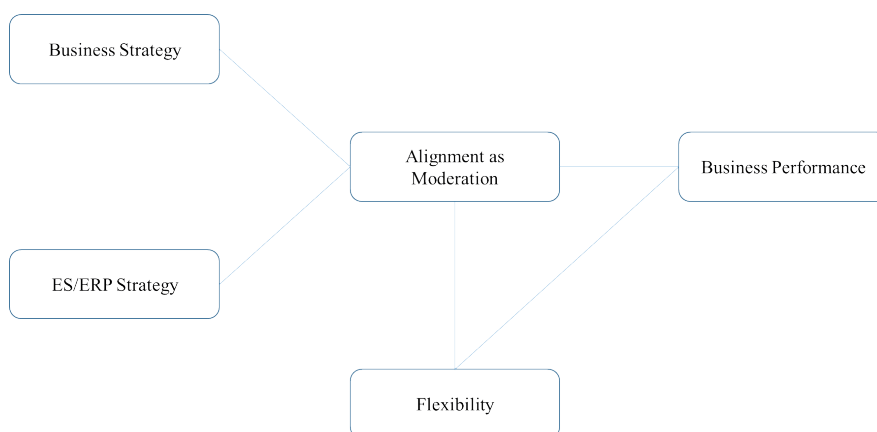 Business Strategy
Alignment as
Moderation
Business Performance
ES/ERP Strategy
Flexibility